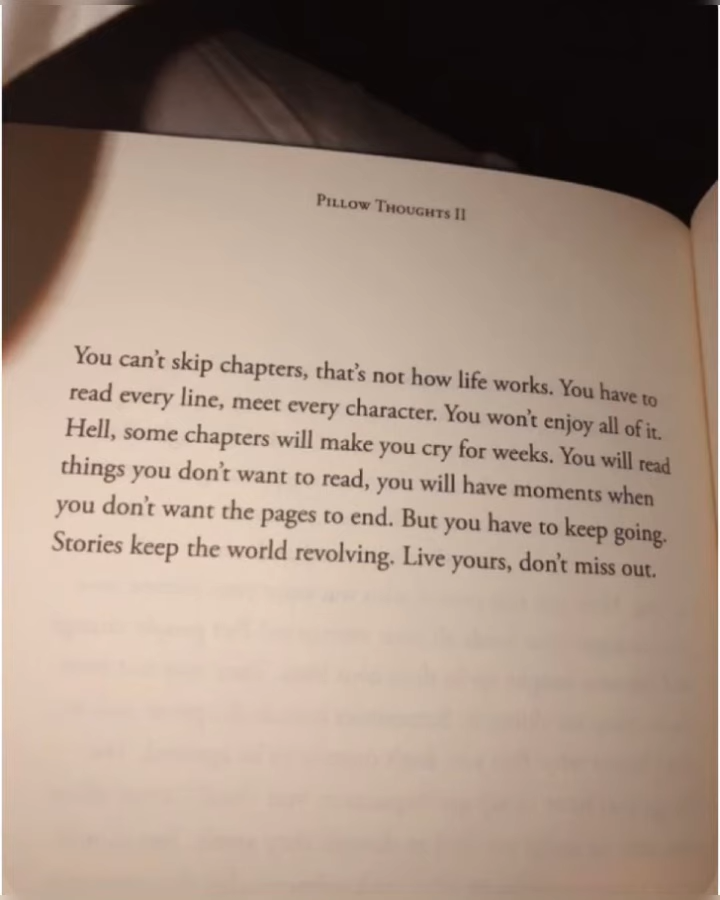 PILLOW THOUGHTS II
You can't skip chapters, that's not how life works. You have to
read every line, meet every character. You won't enjoy all of it.
Hell, some chapters will make you cry for weeks. You will read
things you don't want to read, you will have moments when
you don't want the pages to end. But you have to keep going.
Stories keep the world revolving. Live yours, don't miss out.